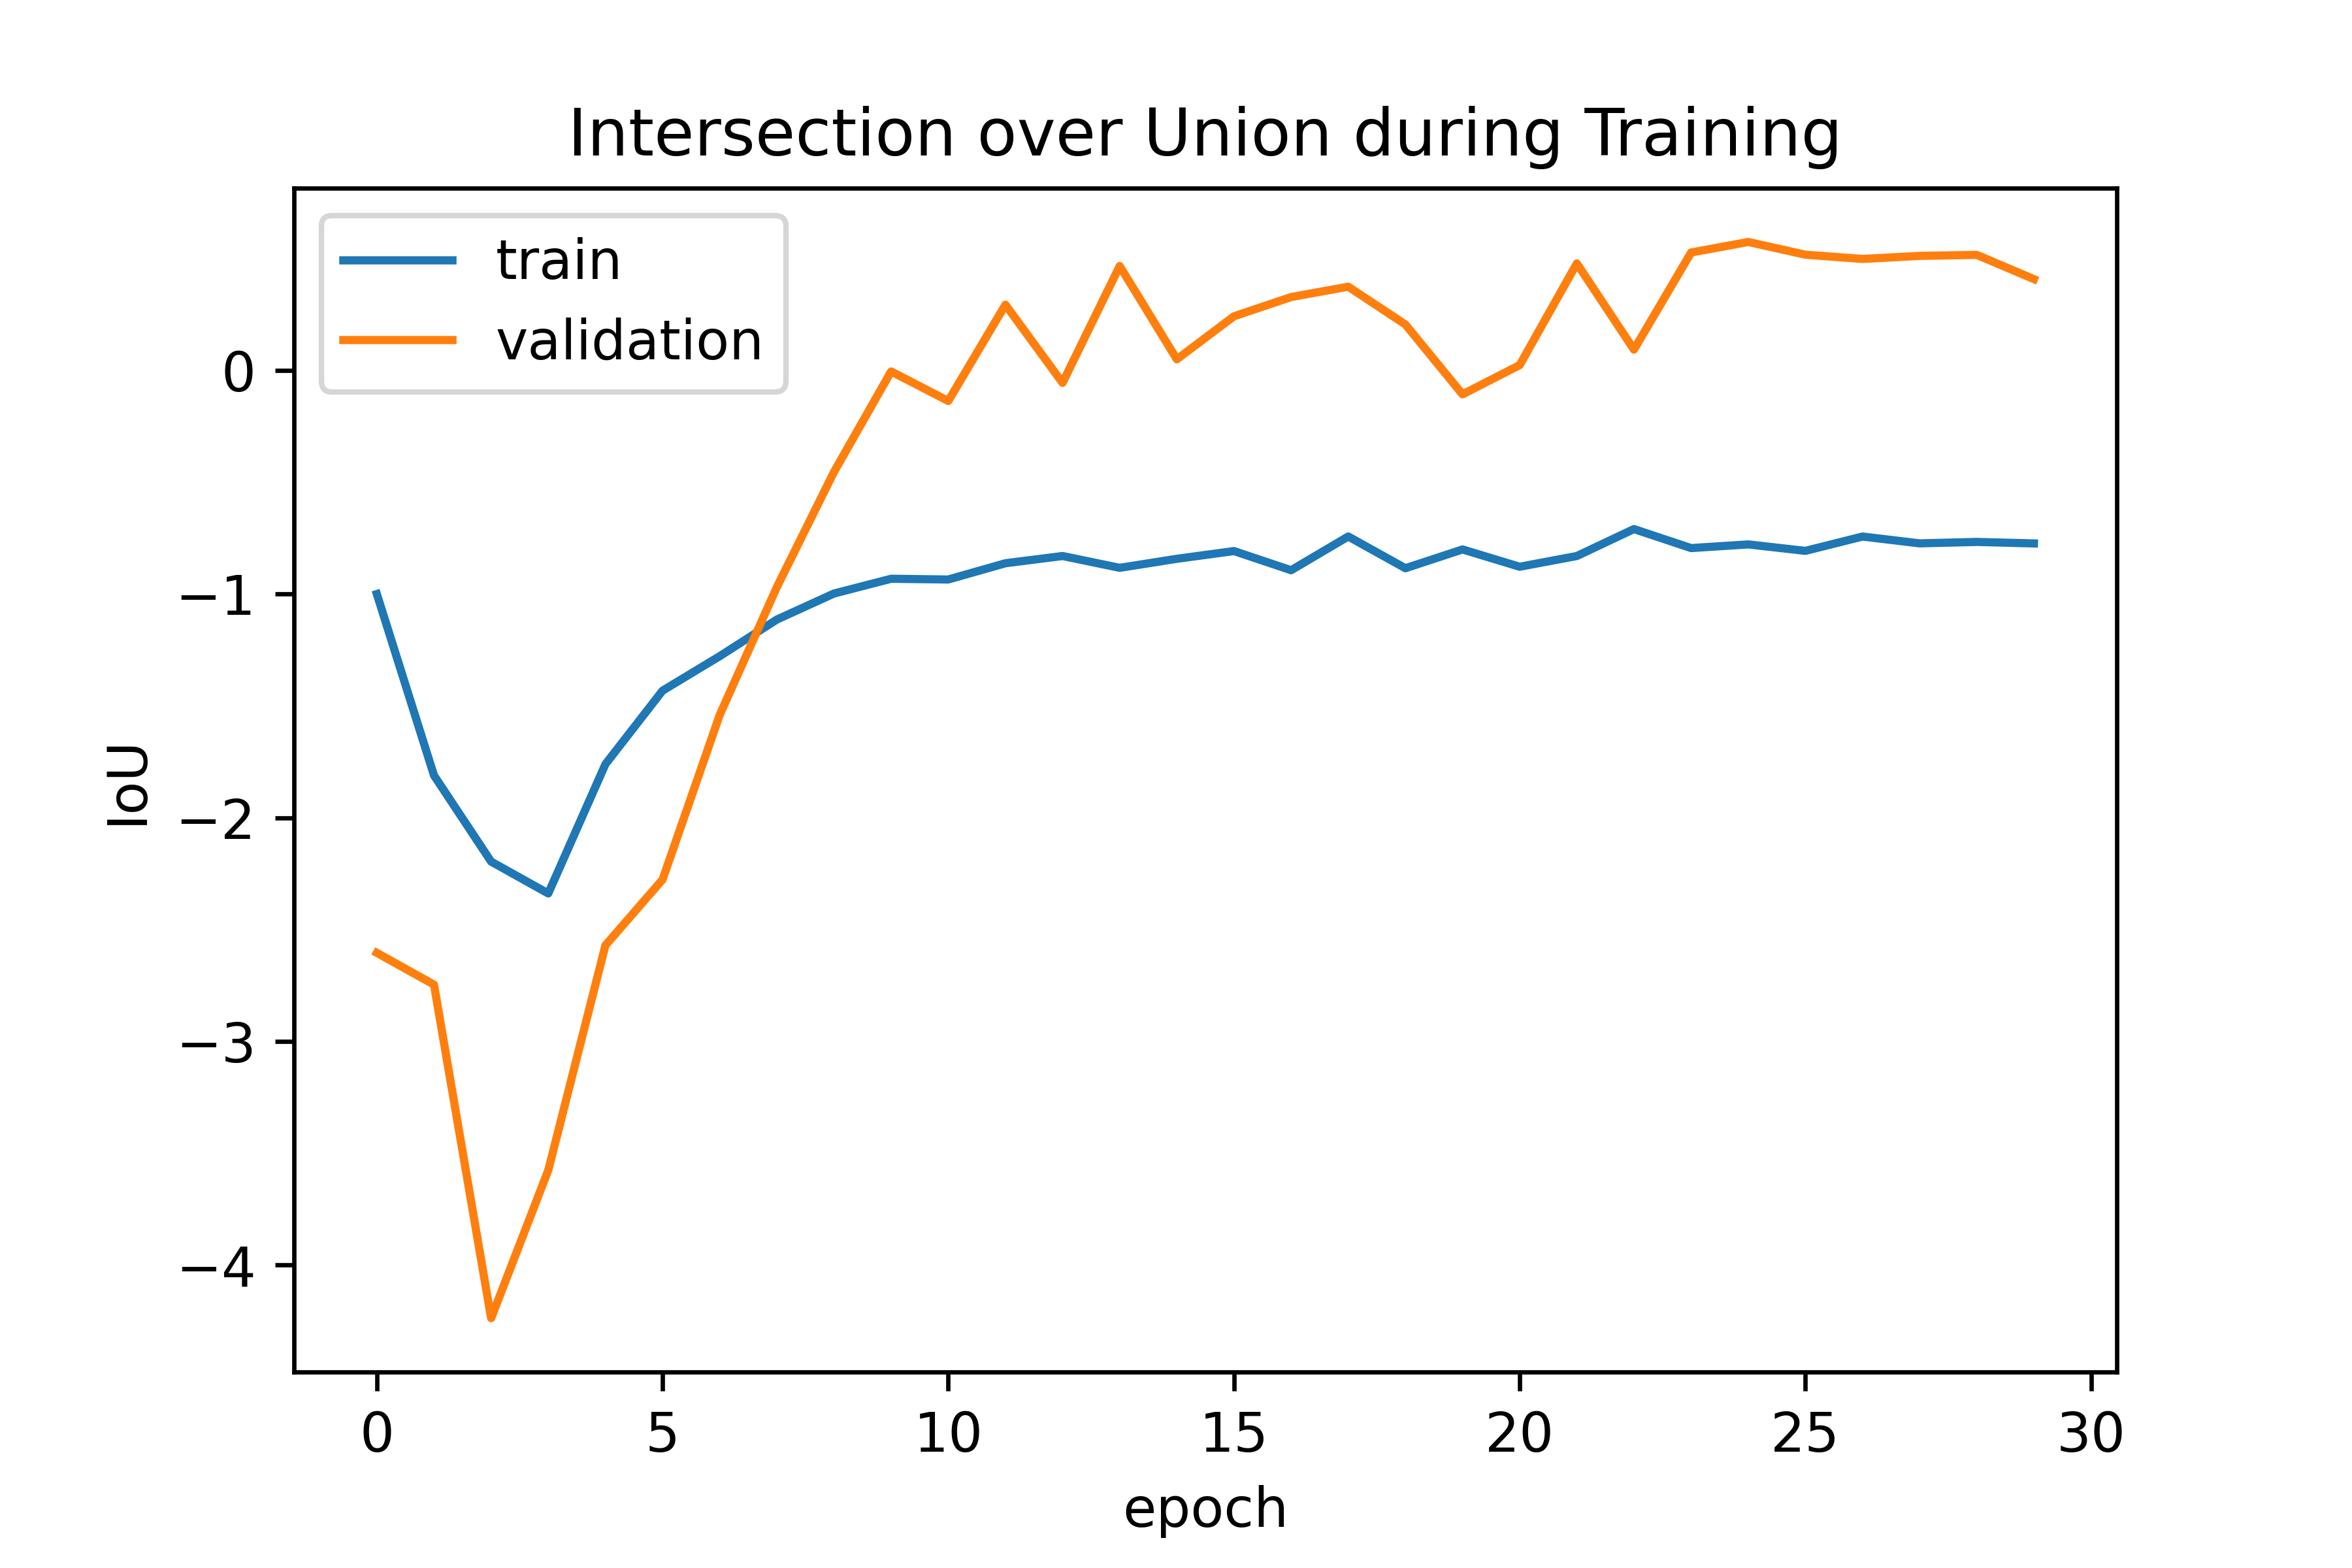 Intersection over Union during Training
train
validation
0
−1
−2
−3
−4
IoU
0 5 10 15 20 25 30
epoch